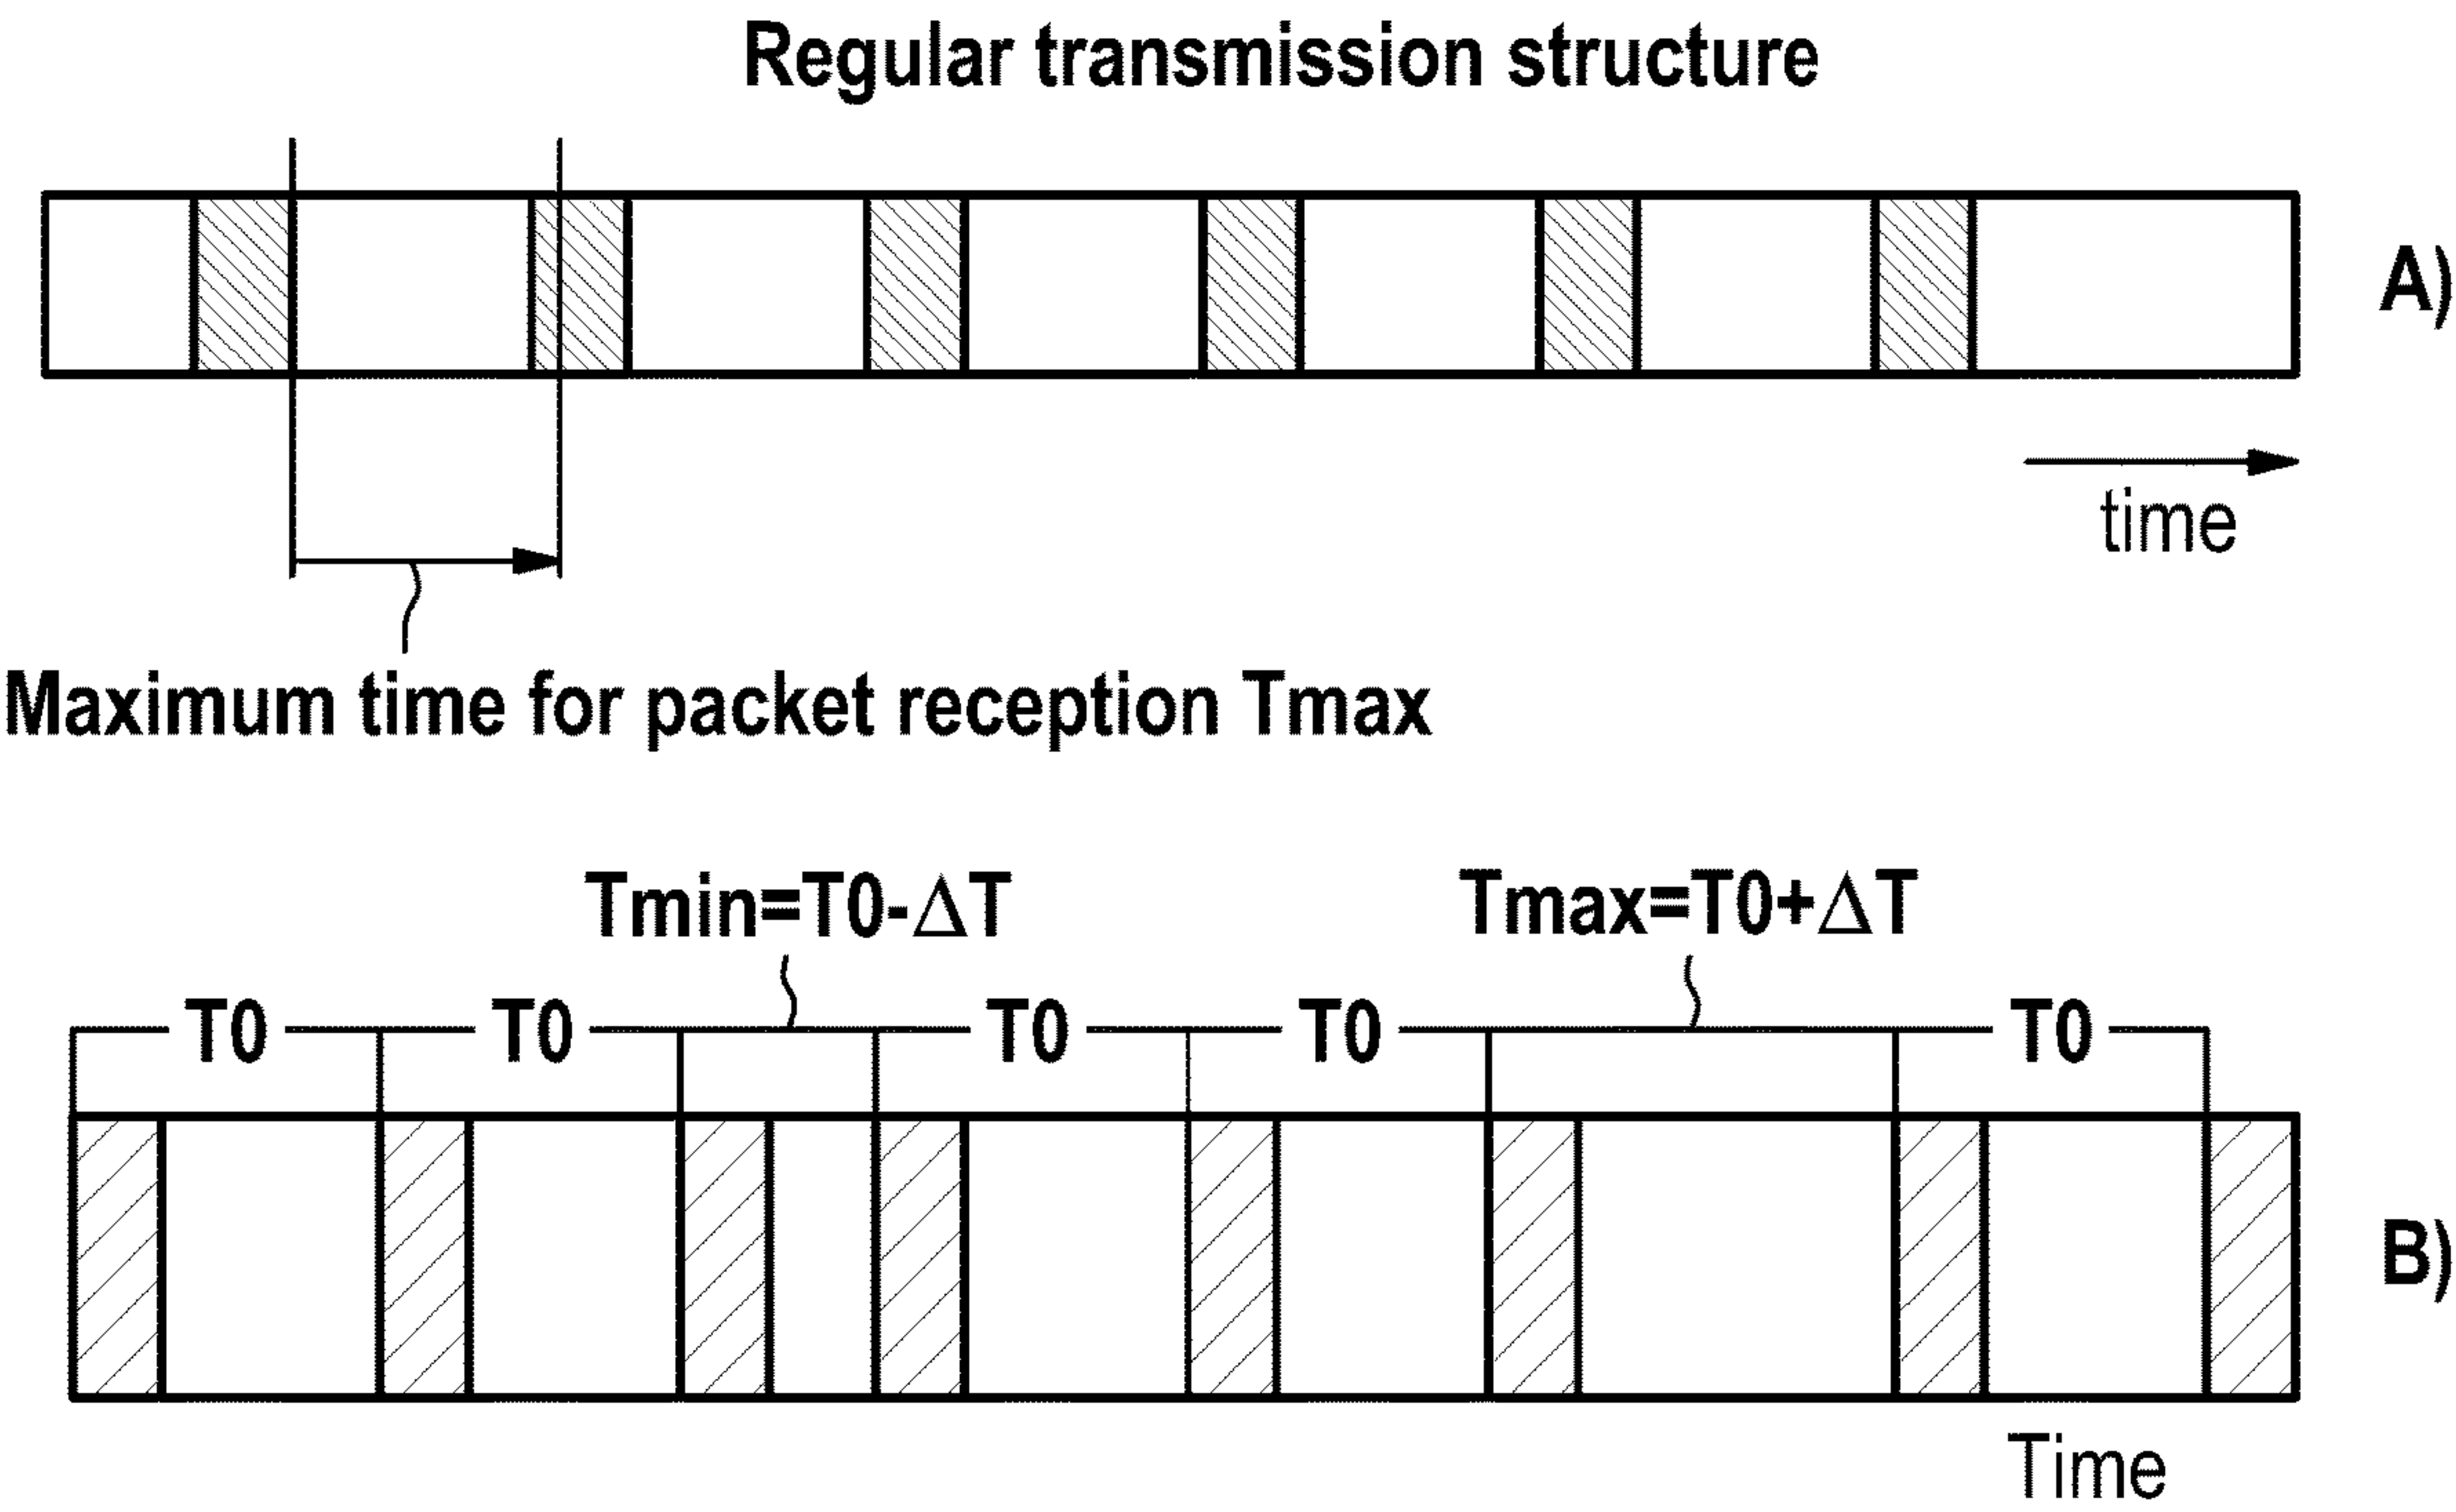 Regular transmission structure
A)
time
Maximum time for packet reception Tmax
Tmin=T0-ΔT
Tmax=T0+ΔT
T0 T0 T0 T0 T0
B)
Time